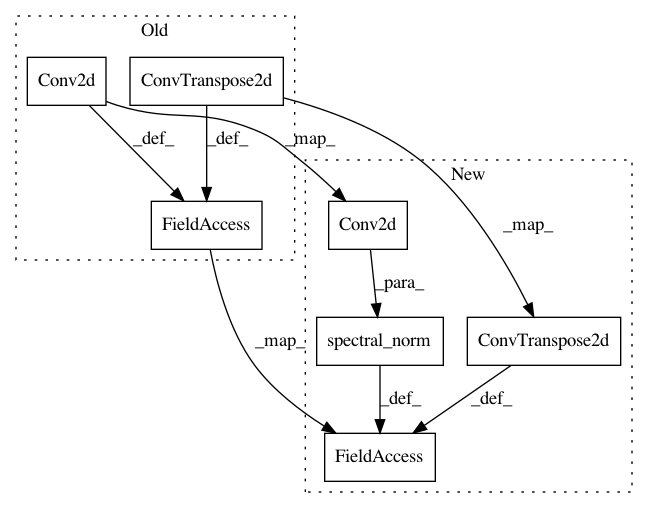 Old
Conv2d
ConvTranspose2d
_def_
_def_
_map_
New
FieldAccess
Conv2d
_map_
_para_
_map_
spectral_norm
ConvTranspose2d
_def_
_def_
FieldAccess